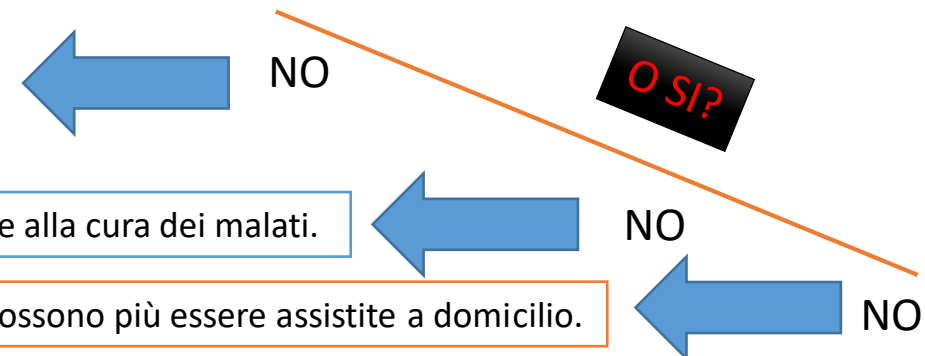 NO
O SI?
e alla cura dei malati.
NO
ossono più essere assistite a domicilio.
NO